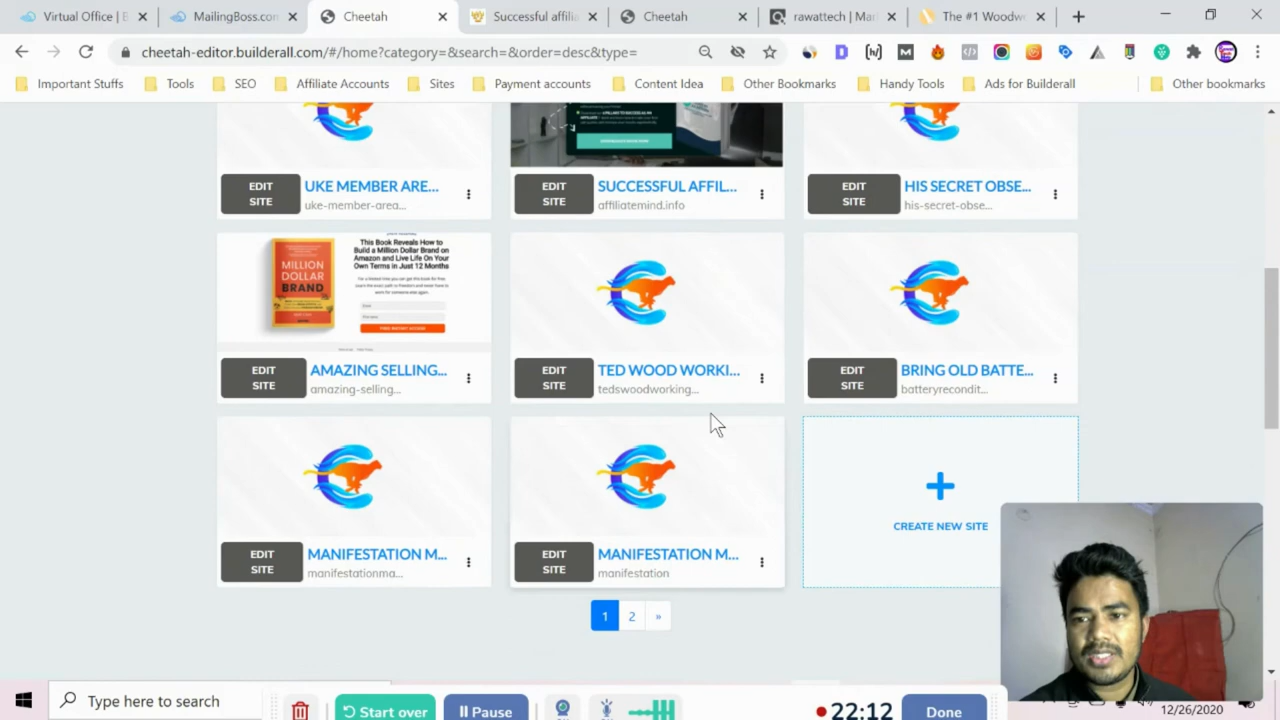 Virtual Office | B
MailingBoss.com
Cheetah
Successful affilia
Cheetah
rawattech | Mar
The #1 Woodwo
cheetah-editor.builderall.com/#/home?category=&search=&order=desc&type=
Important Stuffs
Tools
SEO
Affiliate Accounts
Sites
Payment accounts
Content Idea
Other Bookmarks
Handy Tools
Ads for Builderall
Other bookmarks
EDIT
SITE
UKE MEMBER ARE...
uke-member-area...
EDIT
SITE
SUCCESSFUL AFFIL...
affiliatemind.info
EDIT
SITE
HIS SECRET OBSE...
his-secret-obse...
MILLION
DOLLAR
BRAND
This Book Reveals How to
Build a Million Dollar Brand on
Amazon and Live Life On Your
Own Terms in Just 12 Months
EDIT
SITE
AMAZING SELLING...
amazing-selling...
EDIT
SITE
TED WOOD WORKI...
tedswoodworking...
EDIT
SITE
BRING OLD BATTE...
batteryrecondit...
EDIT
SITE
MANIFESTATION M...
manifestationma...
EDIT
SITE
MANIFESTATION M...
manifestation
CREATE NEW SITE
1 2 »
Type here to search
Start over
Pause
22:12
Done
12/26/2020